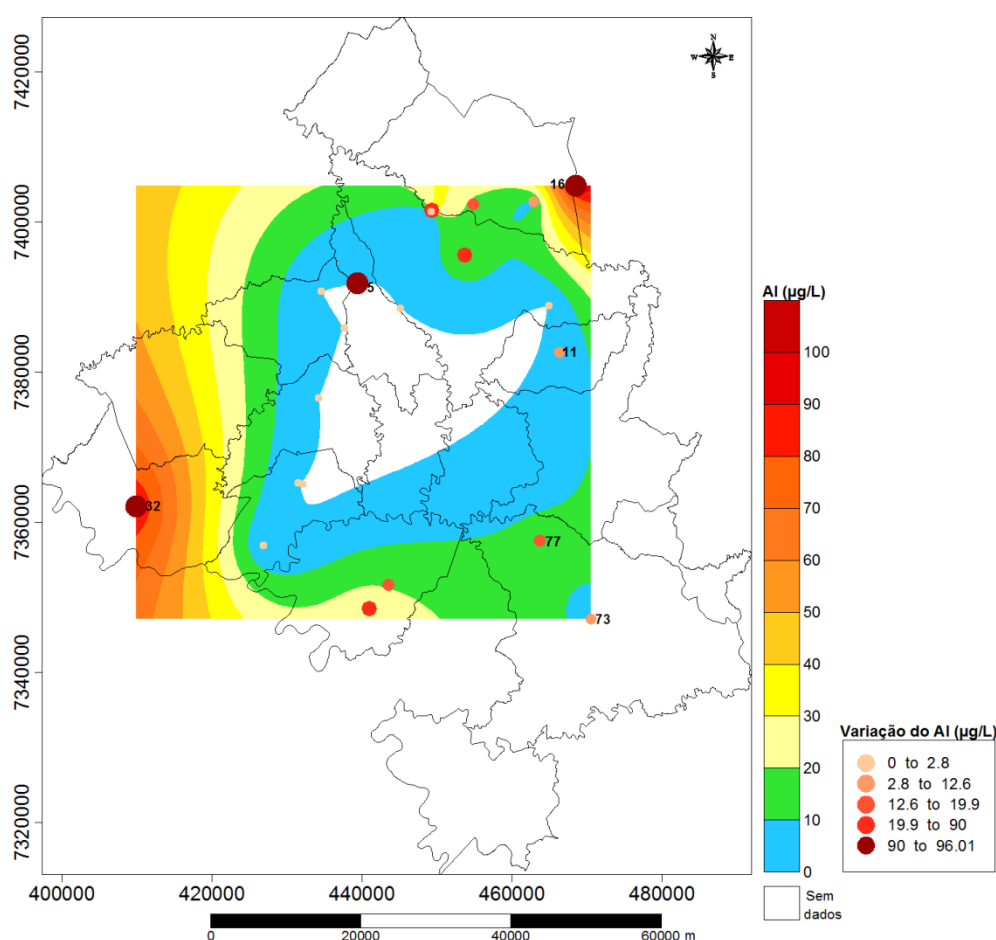 N
W E
S
7420000
7400000
7380000
7360000
7340000
7320000
16
5
11
32
77
73
400000 420000 440000 460000 480000
0 20000 40000 60000 m
Al (µg/L)
100
90
80
70
60
50
40
30
20
10
0
Sem
dados
Variação do Al (µg/L)
0 to 2.8
2.8 to 12.6
12.6 to 19.9
19.9 to 90
90 to 96.01